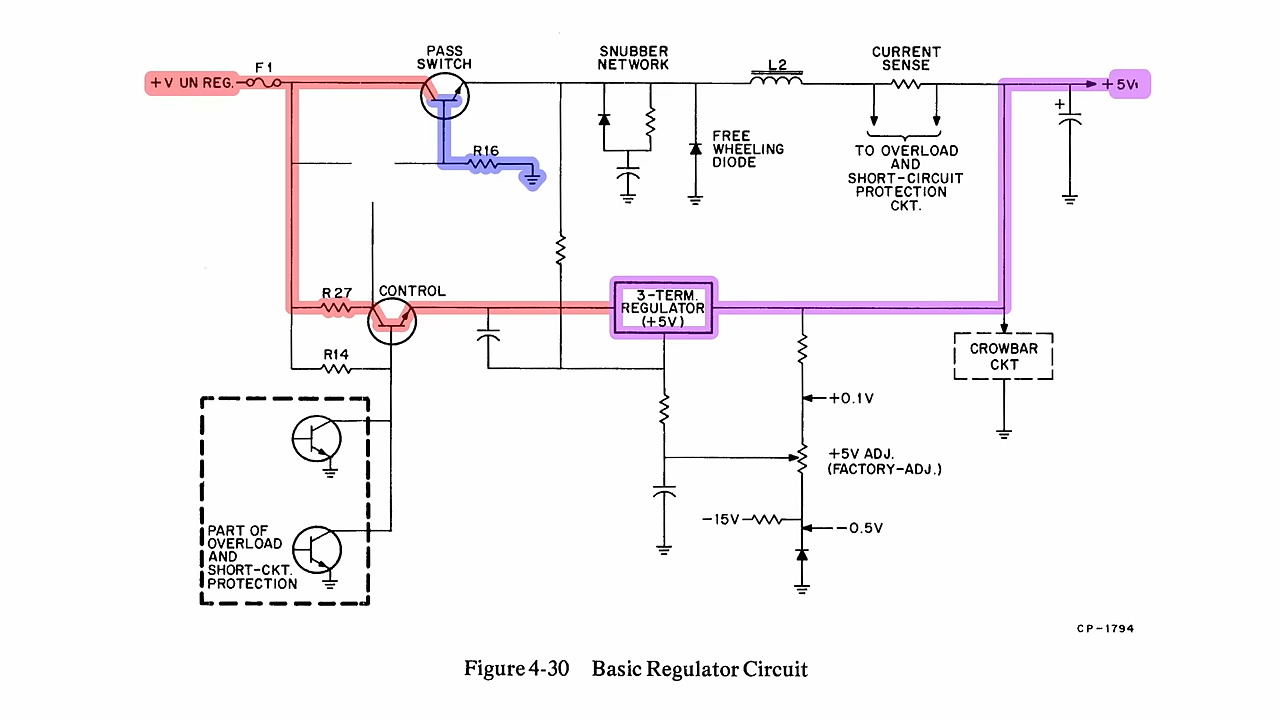 PASS
SWITCH
SNUBBER
NETWORK
CURRENT
SENSE
F1
L2
+V UN REG.
+ 5V
+
FREE
WHEELING
DIODE
R16
TO OVERLOAD
AND
SHORT-CIRCUIT
PROTECTION
CKT.
R27
CONTROL
3-TERM.
REGULATOR
(+5V)
R14
CROWBAR
CKT
+0.1V
+5V ADJ.
(FACTORY-ADJ.)
-15V
-0.5V
PART OF
OVERLOAD
AND
SHORT-CKT.
PROTECTION
CP-1794
Figure 4-30 Basic Regulator Circuit